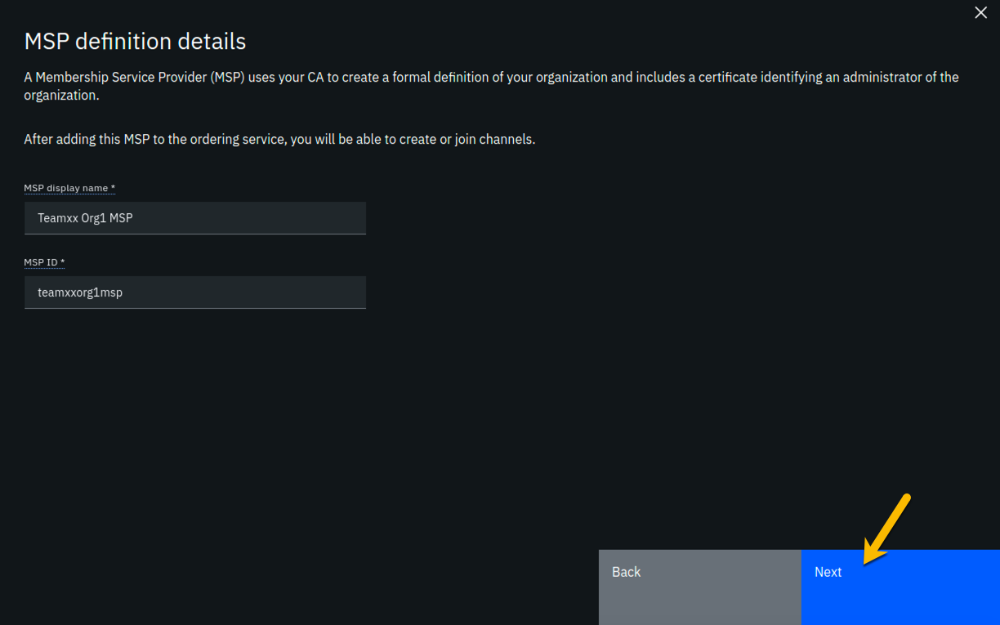 MSP definition details
A Membership Service Provider (MSP) uses your CA to create a formal definition of your organization and includes a certificate identifying an administrator of the
organization.
After adding this MSP to the ordering service, you will be able to create or join channels.
MSP display name *
Teamxx Org1 MSP
MSP ID *
teamxxorg1msp
Back
Next